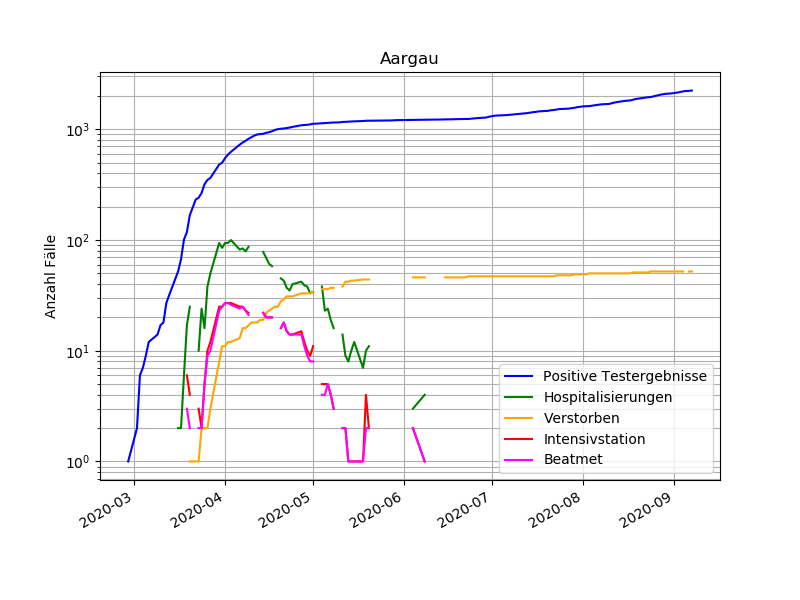 Aargau
Anzahl Fälle
10³
10²
10¹
10⁰
2020-03
2020-04
2020-05
2020-06
2020-07
2020-08
2020-09
Positive Testergebnisse
Hospitalisierungen
Verstorben
Intensivstation
Beatmet